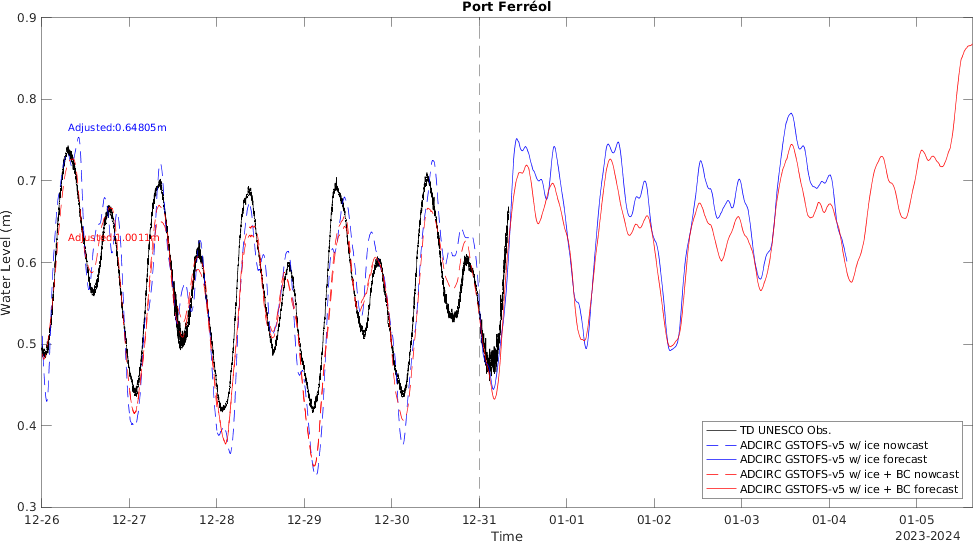 Port Ferréol
0.9
0.8
0.7
0.6
0.5
0.4
0.3
Water Level (m)
Adjusted:0.64805m
Adjusted:1.0011m
TD UNESCO Obs.
ADCIRC GSTOFS-v5 w/ ice nowcast
ADCIRC GSTOFS-v5 w/ ice forecast
ADCIRC GSTOFS-v5 w/ ice + BC nowcast
ADCIRC GSTOFS-v5 w/ ice + BC forecast
12-26 12-27 12-28 12-29 12-30 12-31 01-01 01-02 01-03 01-04 01-05
Time
2023-2024